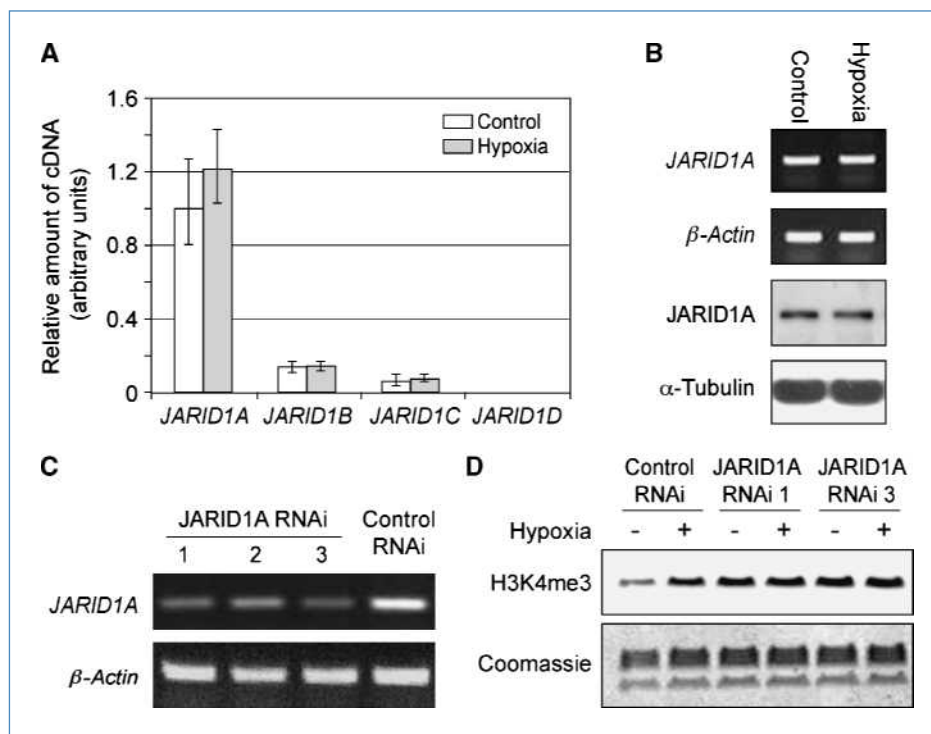 A
Relative amount of cDNA
(arbitrary units)
1.6
1.2
0.8
0.4
0
Control
Hypoxia
JARID1A JARID1B JARID1C JARID1D
B
Control Hypoxia
JARID1A
β-Actin
JARID1A
α-Tubulin
C
JARID1A RNAi
1 2 3
Control
RNAi
JARID1A
β-Actin
D
Control JARID1A JARID1A
RNAi RNAi 1 RNAi 3
Hypoxia - + - + - +
H3K4me3
Coomassie